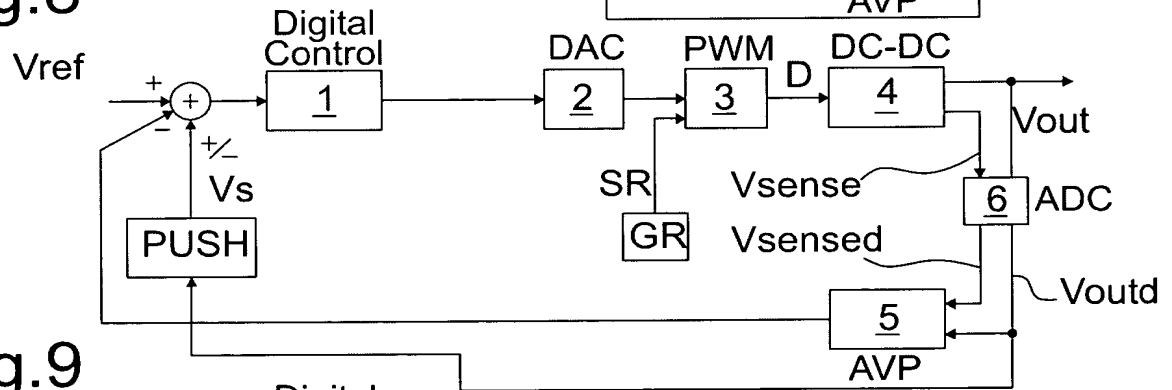 g.8
AVP
Digital
Control
DAC
PWM
DC-DC
Vref
+
+
1
2
3
D
4
−
+/−
Vs
Vout
SR
Vsense
6
ADC
PUSH
GR
Vsensed
Voutd
5
AVP
g.9
Digital